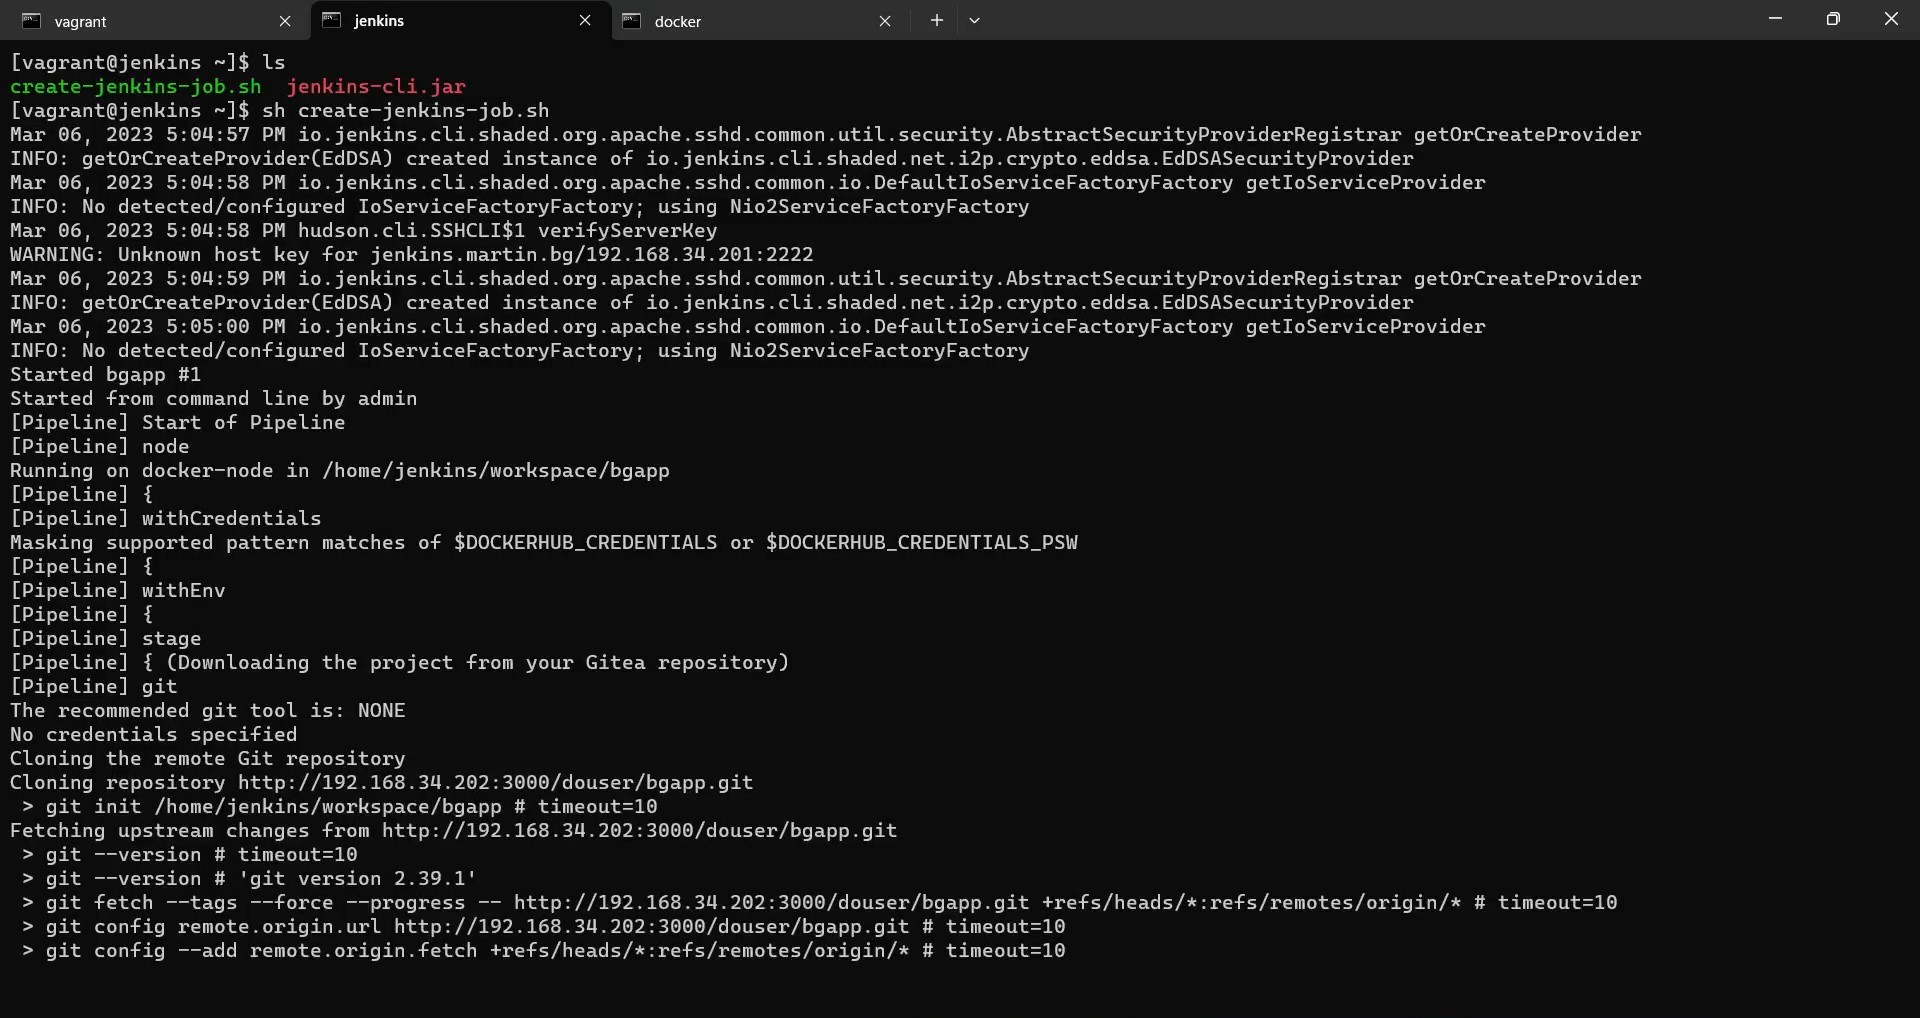 vagrant
jenkins
docker
[vagrant@jenkins ~]$ ls
create-jenkins-job.sh  jenkins-cli.jar
[vagrant@jenkins ~]$ sh create-jenkins-job.sh
Mar 06, 2023 5:04:57 PM io.jenkins.cli.shaded.org.apache.sshd.common.util.security.AbstractSecurityProviderRegistrar getOrCreateProvider
INFO: getOrCreateProvider(EdDSA) created instance of io.jenkins.cli.shaded.net.i2p.crypto.eddsa.EdDSASecurityProvider
Mar 06, 2023 5:04:58 PM io.jenkins.cli.shaded.org.apache.sshd.common.io.DefaultIoServiceFactoryFactory getIoServiceProvider
INFO: No detected/configured IoServiceFactoryFactory; using Nio2ServiceFactoryFactory
Mar 06, 2023 5:04:58 PM hudson.cli.SSHCLI$1 verifyServerKey
WARNING: Unknown host key for jenkins.martin.bg/192.168.34.201:2222
Mar 06, 2023 5:04:59 PM io.jenkins.cli.shaded.org.apache.sshd.common.util.security.AbstractSecurityProviderRegistrar getOrCreateProvider
INFO: getOrCreateProvider(EdDSA) created instance of io.jenkins.cli.shaded.net.i2p.crypto.eddsa.EdDSASecurityProvider
Mar 06, 2023 5:05:00 PM io.jenkins.cli.shaded.org.apache.sshd.common.io.DefaultIoServiceFactoryFactory getIoServiceProvider
INFO: No detected/configured IoServiceFactoryFactory; using Nio2ServiceFactoryFactory
Started bgapp #1
Started from command line by admin
[Pipeline] Start of Pipeline
[Pipeline] node
Running on docker-node in /home/jenkins/workspace/bgapp
[Pipeline] {
[Pipeline] withCredentials
Masking supported pattern matches of $DOCKERHUB_CREDENTIALS or $DOCKERHUB_CREDENTIALS_PSW
[Pipeline] {
[Pipeline] withEnv
[Pipeline] {
[Pipeline] stage
[Pipeline] { (Downloading the project from your Gitea repository)
[Pipeline] git
The recommended git tool is: NONE
No credentials specified
Cloning the remote Git repository
Cloning repository http://192.168.34.202:3000/douser/bgapp.git
 > git init /home/jenkins/workspace/bgapp # timeout=10
Fetching upstream changes from http://192.168.34.202:3000/douser/bgapp.git
 > git --version # timeout=10
 > git --version # 'git version 2.39.1'
 > git fetch --tags --force --progress -- http://192.168.34.202:3000/douser/bgapp.git +refs/heads/*:refs/remotes/origin/* # timeout=10
 > git config remote.origin.url http://192.168.34.202:3000/douser/bgapp.git # timeout=10
 > git config --add remote.origin.fetch +refs/heads/*:refs/remotes/origin/* # timeout=10